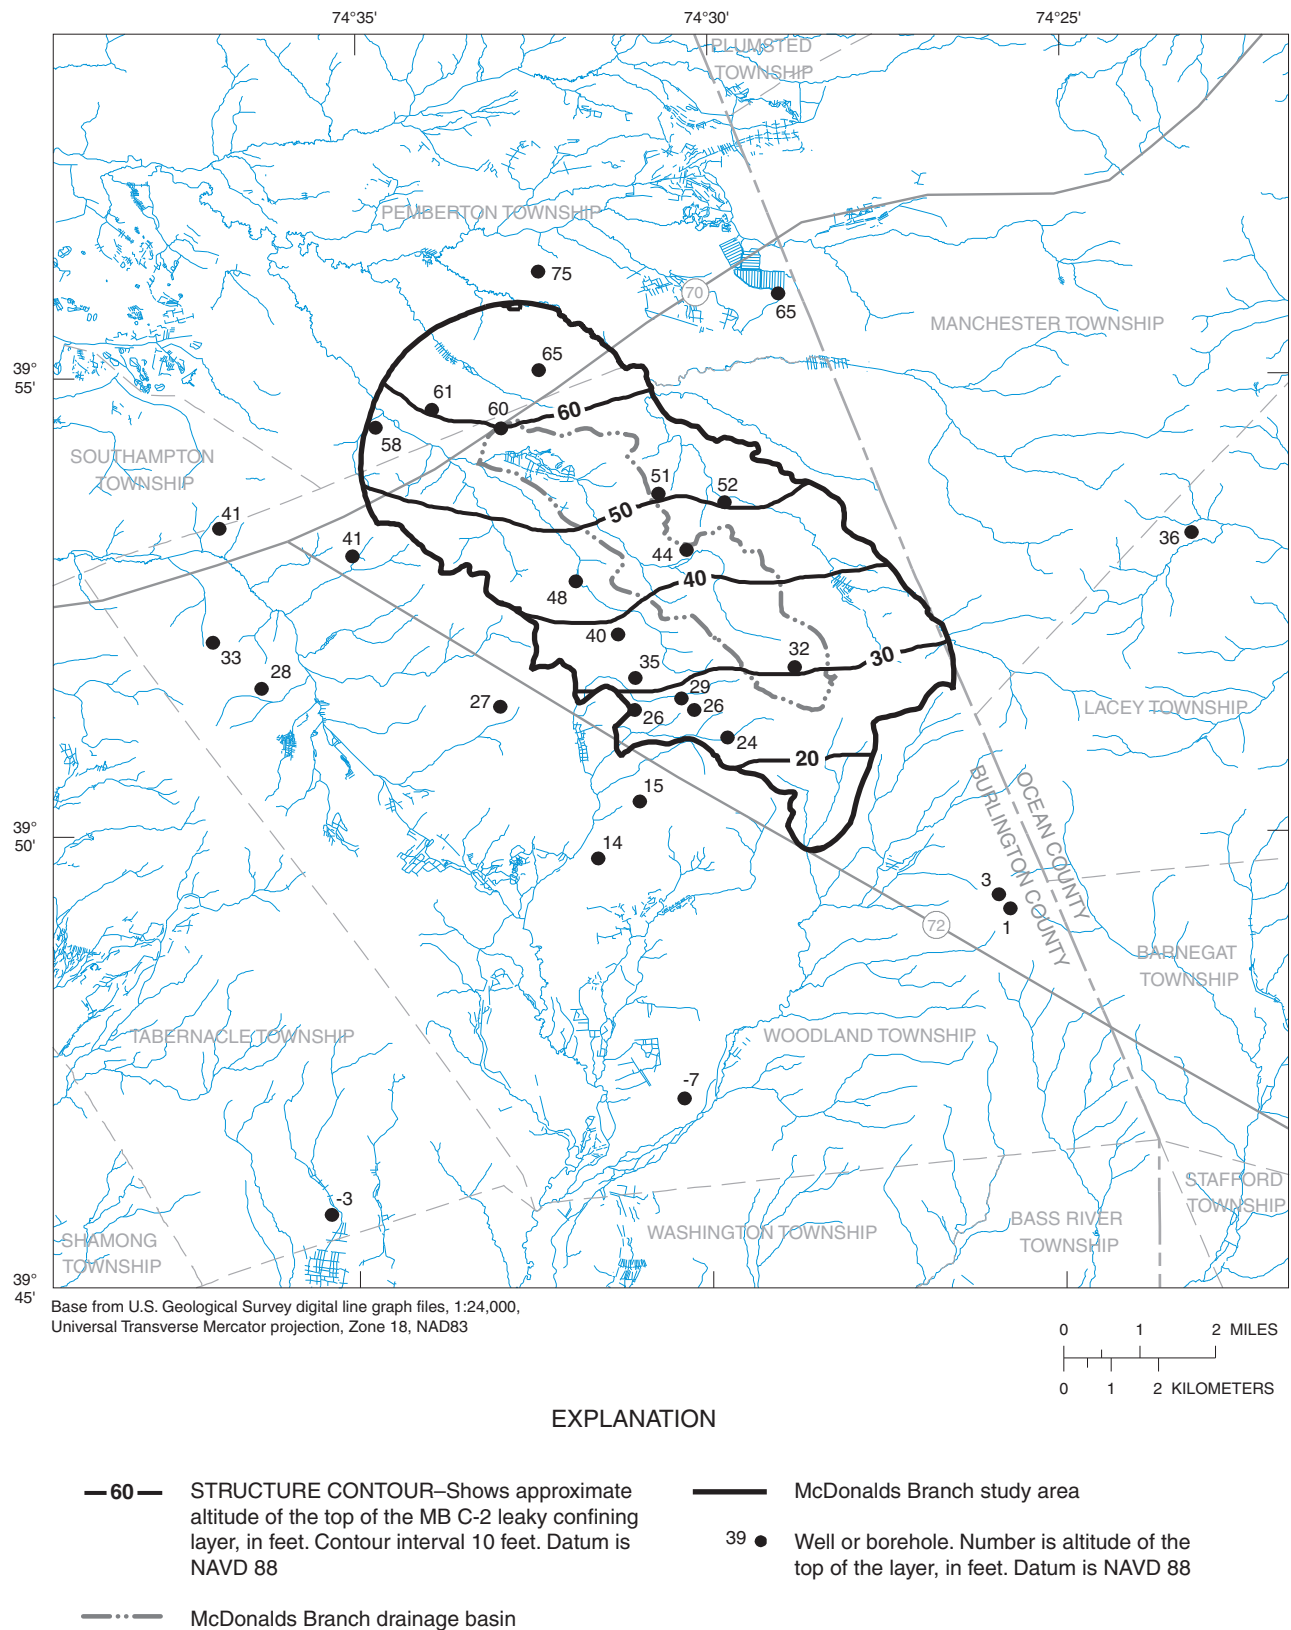 74°35'
74°30'
74°25'
PLUMSTED
TOWNSHIP
PEMBERTON TOWNSHIP
75
70
65
MANCHESTER TOWNSHIP
65
39°
55'
61
60
60
58
SOUTHAMPTON
TOWNSHIP
51
52
50
41
41
36
44
40
48
40
33
32
30
35
28
29
27
26
26
LACEY TOWNSHIP
24
20
15
OCEAN COUNTY
BURLINGTON COUNTY
39°
50'
14
3
1
72
BARNEGAT
TOWNSHIP
TABERNACLE TOWNSHIP
WOODLAND TOWNSHIP
-7
STAFFORD
TOWNSHIP
-3
WASHINGTON TOWNSHIP
BASS RIVER
TOWNSHIP
SHAMONG
TOWNSHIP
39°
45'
Base from U.S. Geological Survey digital line graph files, 1:24,000,
Universal Transverse Mercator projection, Zone 18, NAD83
0 1 2 MILES
0 1 2 KILOMETERS
EXPLANATION
60
STRUCTURE CONTOUR–Shows approximate
altitude of the top of the MB C-2 leaky confining
layer, in feet. Contour interval 10 feet. Datum is
NAVD 88
McDonalds Branch drainage basin
McDonalds Branch study area
39
Well or borehole. Number is altitude of the
top of the layer, in feet. Datum is NAVD 88